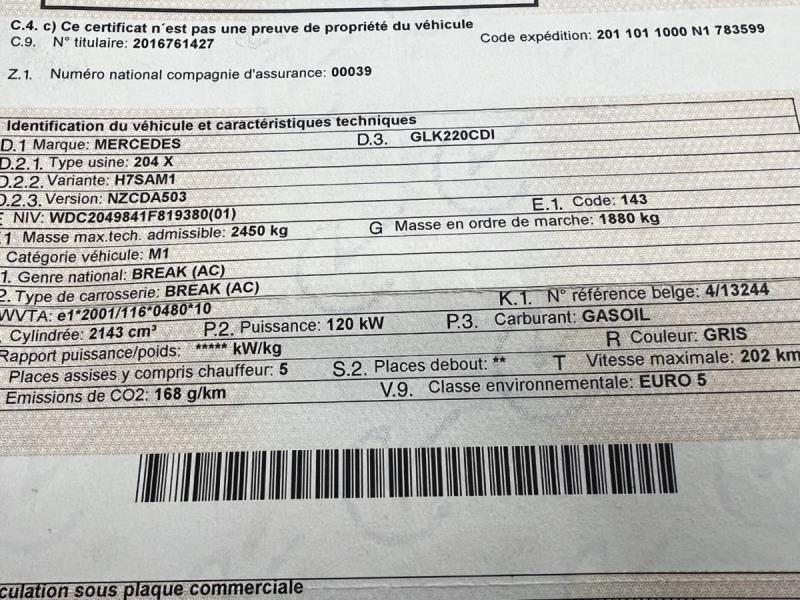 C.4. c) Ce certificat n´est pas une preuve de propriété du véhicule
C.9. N° titulaire: 2016761427 Code expédition: 201 101 1000 N1 783599
Z.1. Numéro national compagnie d'assurance: 00039
Identification du véhicule et caractéristiques techniques
D.1 Marque: MERCEDES D.3. GLK220CDI
D.2.1. Type usine: 204 X
D.2.2. Variante: H7SAM1
D.2.3. Version: NZCDA503
E NIV: WDC2049841F819380(01) E.1. Code: 143
.1 Masse max.tech. admissible: 2450 kg G Masse en ordre de marche: 1880 kg
Catégorie véhicule: M1
1. Genre national: BREAK (AC)
2. Type de carrosserie: BREAK (AC)
WVTA: e1*2001/116*0480*10 K.1. N° référence belge: 4/13244
Cylindrée: 2143 cm³ P.2. Puissance: 120 kW P.3. Carburant: GASOIL
Rapport puissance/poids: ***** kW/kg R Couleur: GRIS
Places assises y compris chauffeur: 5 S.2. Places debout: ** T Vitesse maximale: 202 km
Emissions de CO2: 168 g/km V.9. Classe environnementale: EURO 5
culation sous plaque commerciale